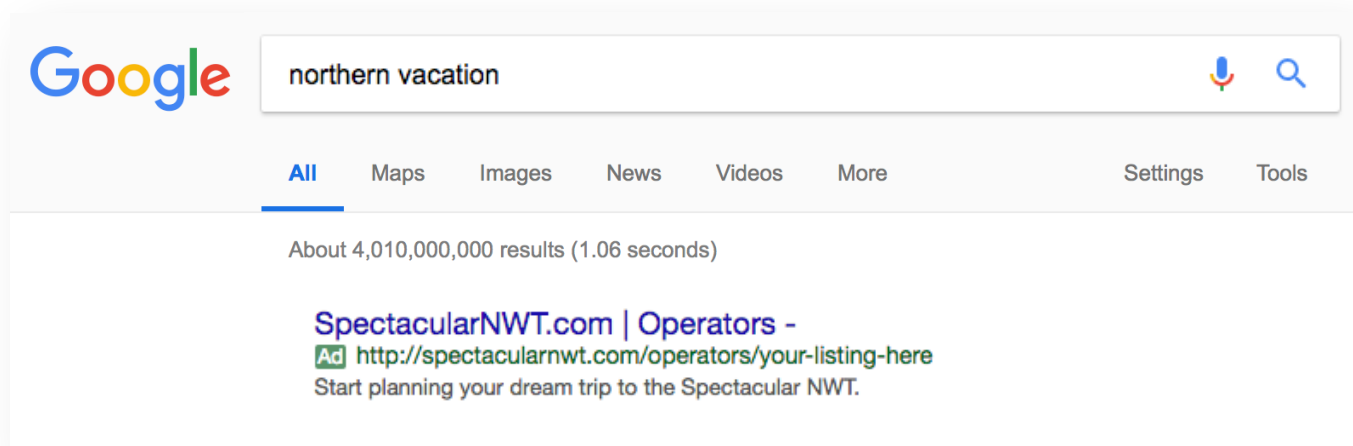 Google northern vacation
All Maps Images News Videos More Settings Tools
About 4,010,000,000 results (1.06 seconds)
SpectacularNWT.com | Operators -
Ad http://spectacularnwt.com/operators/your-listing-here
Start planning your dream trip to the Spectacular NWT.